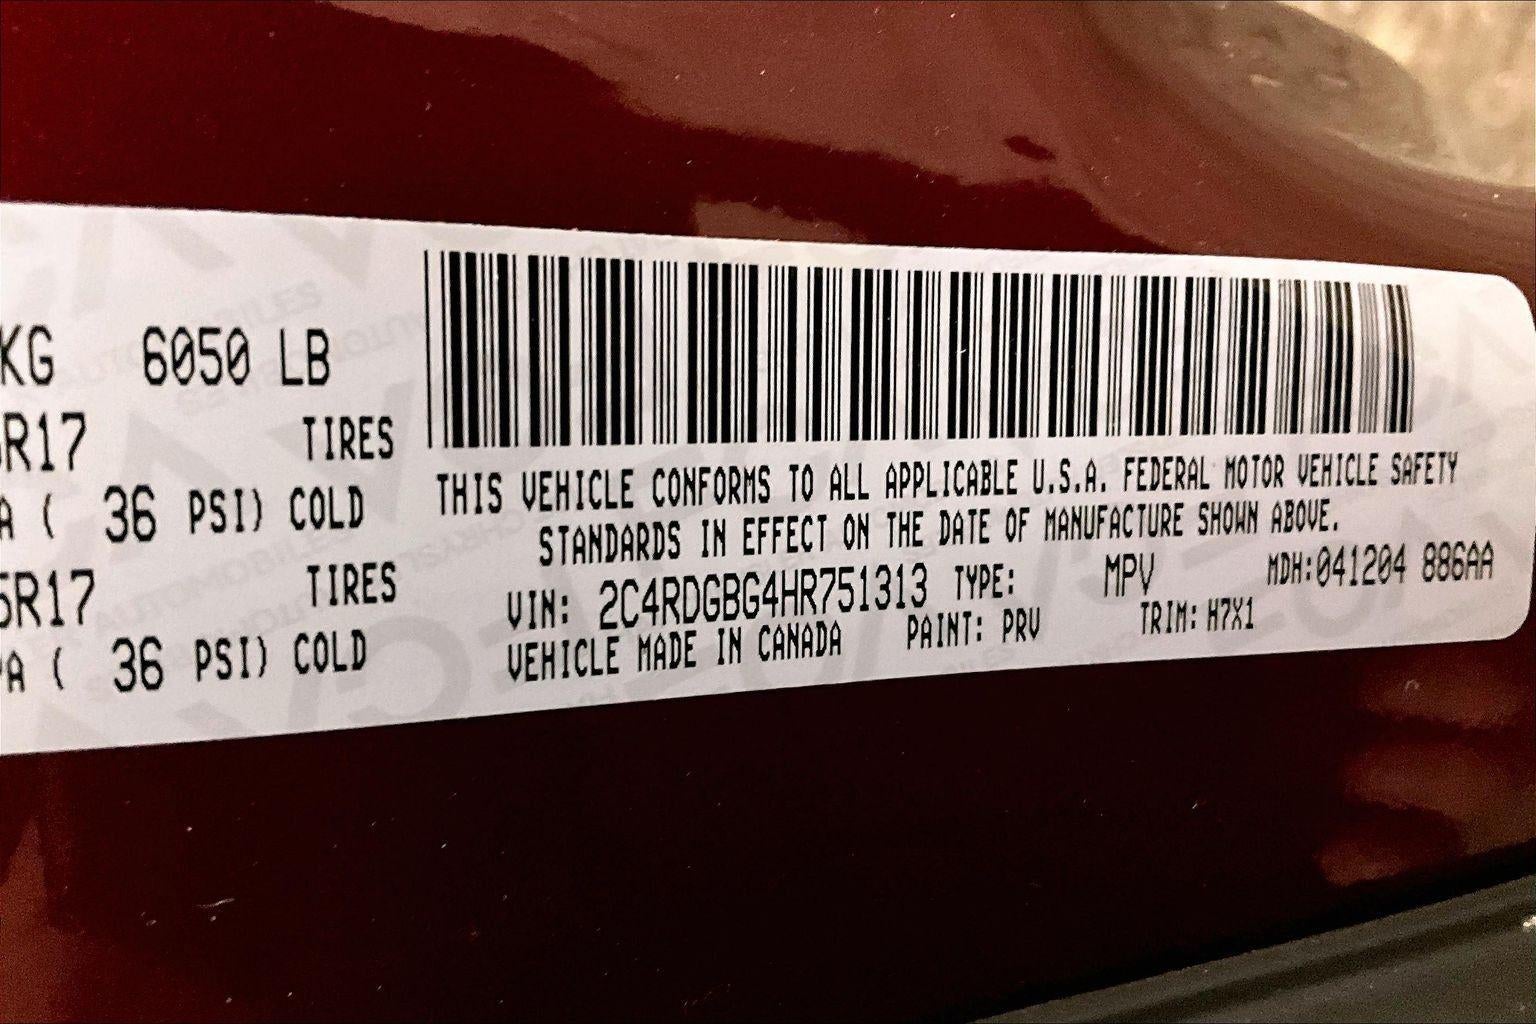 KG 6050 LB
R17 TIRES
A ( 36 PSI) COLD
5R17 TIRES
PA ( 36 PSI) COLD
THIS VEHICLE CONFORMS TO ALL APPLICABLE U.S.A. FEDERAL MOTOR VEHICLE SAFETY
STANDARDS IN EFFECT ON THE DATE OF MANUFACTURE SHOWN ABOVE.
VIN: 2C4RDGBG4HR751313 TYPE: MPV MDH:041204 886AA
VEHICLE MADE IN CANADA PAINT: PRV TRIM: H7X1